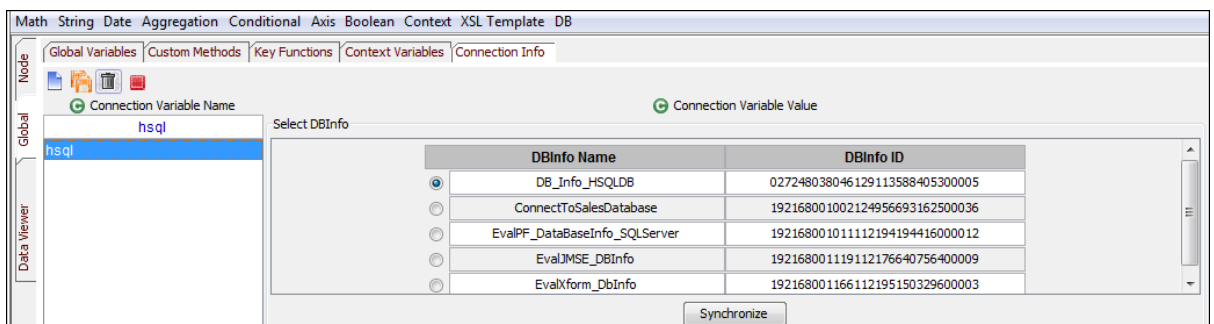 Math String Date Aggregation Conditional Axis Boolean Context XSL Template DB
Node
Global
Data Viewer
Global Variables Custom Methods Key Functions Context Variables Connection Info
Connection Variable Name Connection Variable Value
hsql
hsql
Select DBInfo
DBInfo Name DBInfo ID
DB_Info_HSQLDB 027248038046129113588405300005
ConnectToSalesDatabase 192168001002124956693162500036
EvalPF_DataBaseInfo_SQLServer 192168001011112194194416000012
EvalJMSE_DBInfo 192168001119112176640756400009
EvalXform_DbInfo 192168001166112195150329600003
Synchronize